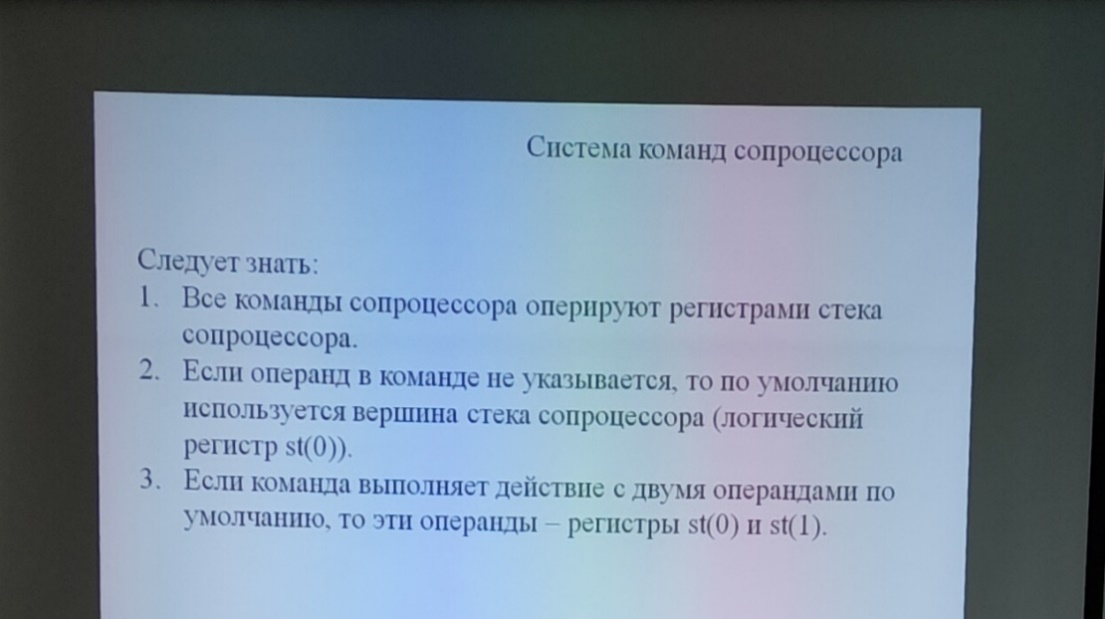 Система команд сопроцессора
Следует знать:
1. Все команды сопроцессора оперируют регистрами стека
сопроцессора.
2. Если операнд в команде не указывается, то по умолчанию
используется вершина стека сопроцессора (логический
регистр st(0)).
3. Если команда выполняет действие с двумя операндами по
умолчанию, то эти операнды – регистры st(0) и st(1).